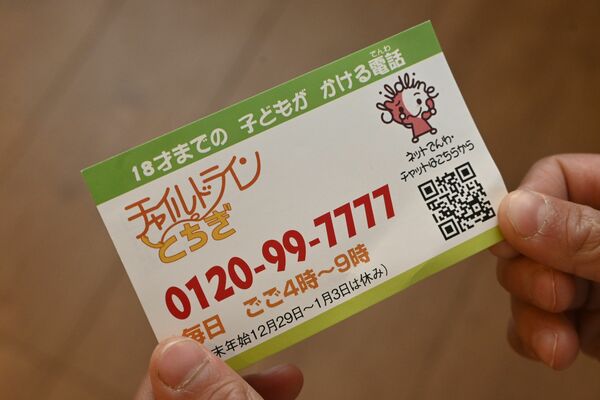 18才までの 子どもが かける電話
でんわ
childline
ネットでんわ・
チャットはこちらから
チャイルドライン
とちぎ
0120-99-7777
毎日 ごご4時～9時
末年始12月29日～1月3日は休み)